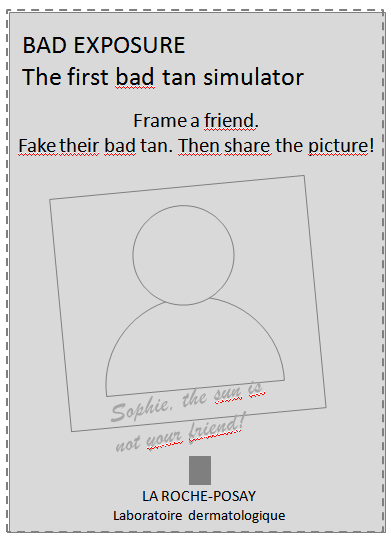 BAD EXPOSURE
The first bad tan simulator
Frame a friend.
Fake their bad tan. Then share the picture!
Sophie, the sun is
not your friend!
LA ROCHE-POSAY
Laboratoire dermatologique